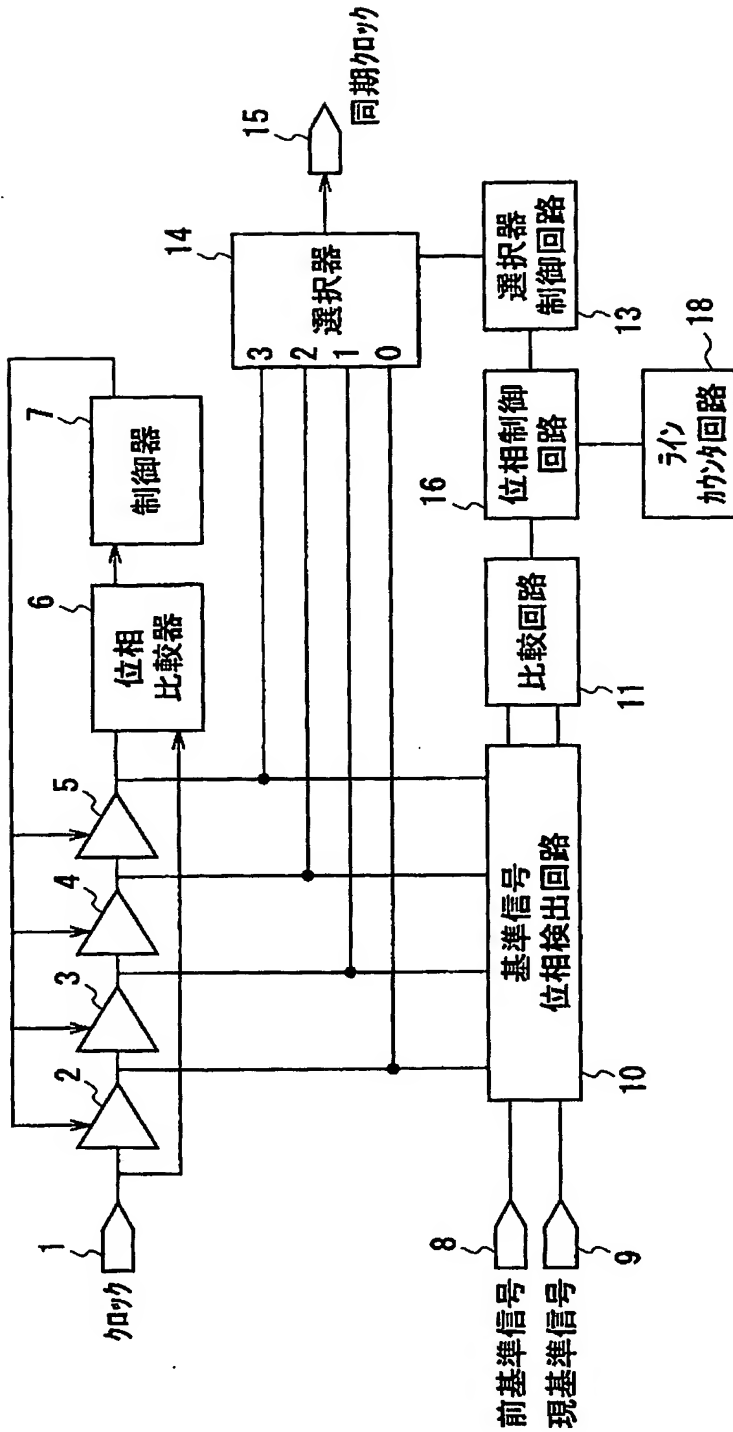 1
クロック
2
3
4
5
6
位相
比較器
7
制御器
14
選択器
3
2
1
0
15
同期クロック
8
前基準信号
9
現基準信号
10
基準信号
位相検出回路
11
比較回路
16
位相制御
回路
13
選択器
制御回路
18
ライン
カウンタ回路